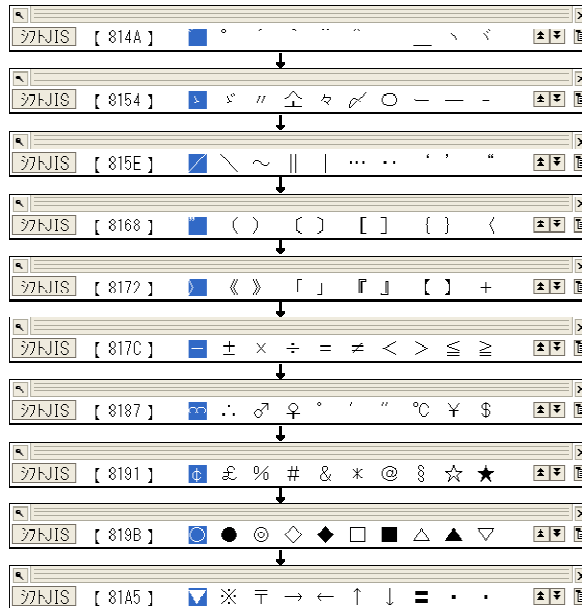 ｼﾌﾄJIS 【 814A 】 ゛ ゜ ´ ｀ ¨ ＾ ＿ ヽ ヾ
ｼﾌﾄJIS 【 8154 】 ゝ ゞ 〃 仝 々 〆 〇 ー ― ‐
ｼﾌﾄJIS 【 815E 】 ／ ＼ ～ ∥ ｜ … ‥ ‘ ’ “
ｼﾌﾄJIS 【 8168 】 ” （ ） 〔 〕 ［ ］ ｛ ｝ 〈
ｼﾌﾄJIS 【 8172 】 〉 《 》 「 」 『 』 【 】 ＋
ｼﾌﾄJIS 【 817C 】 － ± × ÷ ＝ ≠ ＜ ＞ ≦ ≧
ｼﾌﾄJIS 【 8187 】 ∞ ∴ ♂ ♀ ° ′ ″ ℃ ￥ ＄
ｼﾌﾄJIS 【 8191 】 ￠ ￡ ％ ＃ ＆ ＊ ＠ § ☆ ★
ｼﾌﾄJIS 【 819B 】 ○ ● ◎ ◇ ◆ □ ■ △ ▲ ▽
ｼﾌﾄJIS 【 81A5 】 ▼ ※ 〒 → ← ↑ ↓ 〓 ・ ・